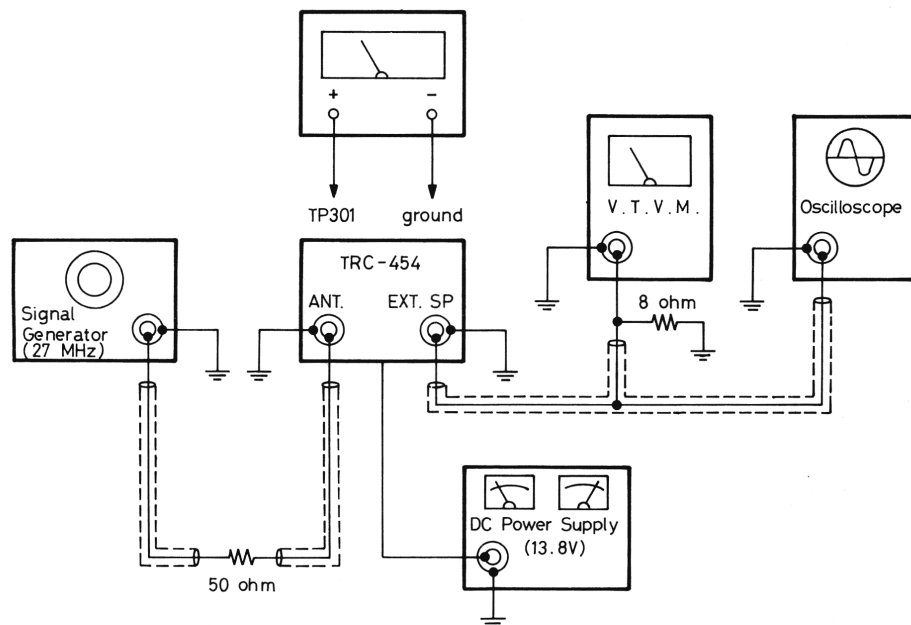 + -
TP301 ground
V. T. V. M.
Oscilloscope
TRC-454
ANT. EXT. SP
Signal
Generator
(27 MHz)
8 ohm
DC Power Supply
(13.8V)
50 ohm